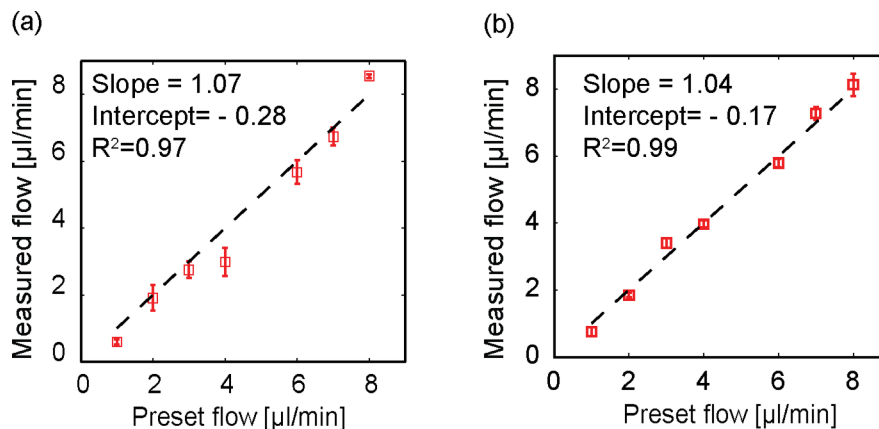 (a)
Slope = 1.07
Intercept= - 0.28
R²=0.97
Measured flow [µl/min]
8
6
4
2
0
0 2 4 6 8
Preset flow [µl/min]
(b)
Slope = 1.04
Intercept= - 0.17
R²=0.99
Measured flow [µl/min]
8
6
4
2
0
0 2 4 6 8
Preset flow [µl/min]